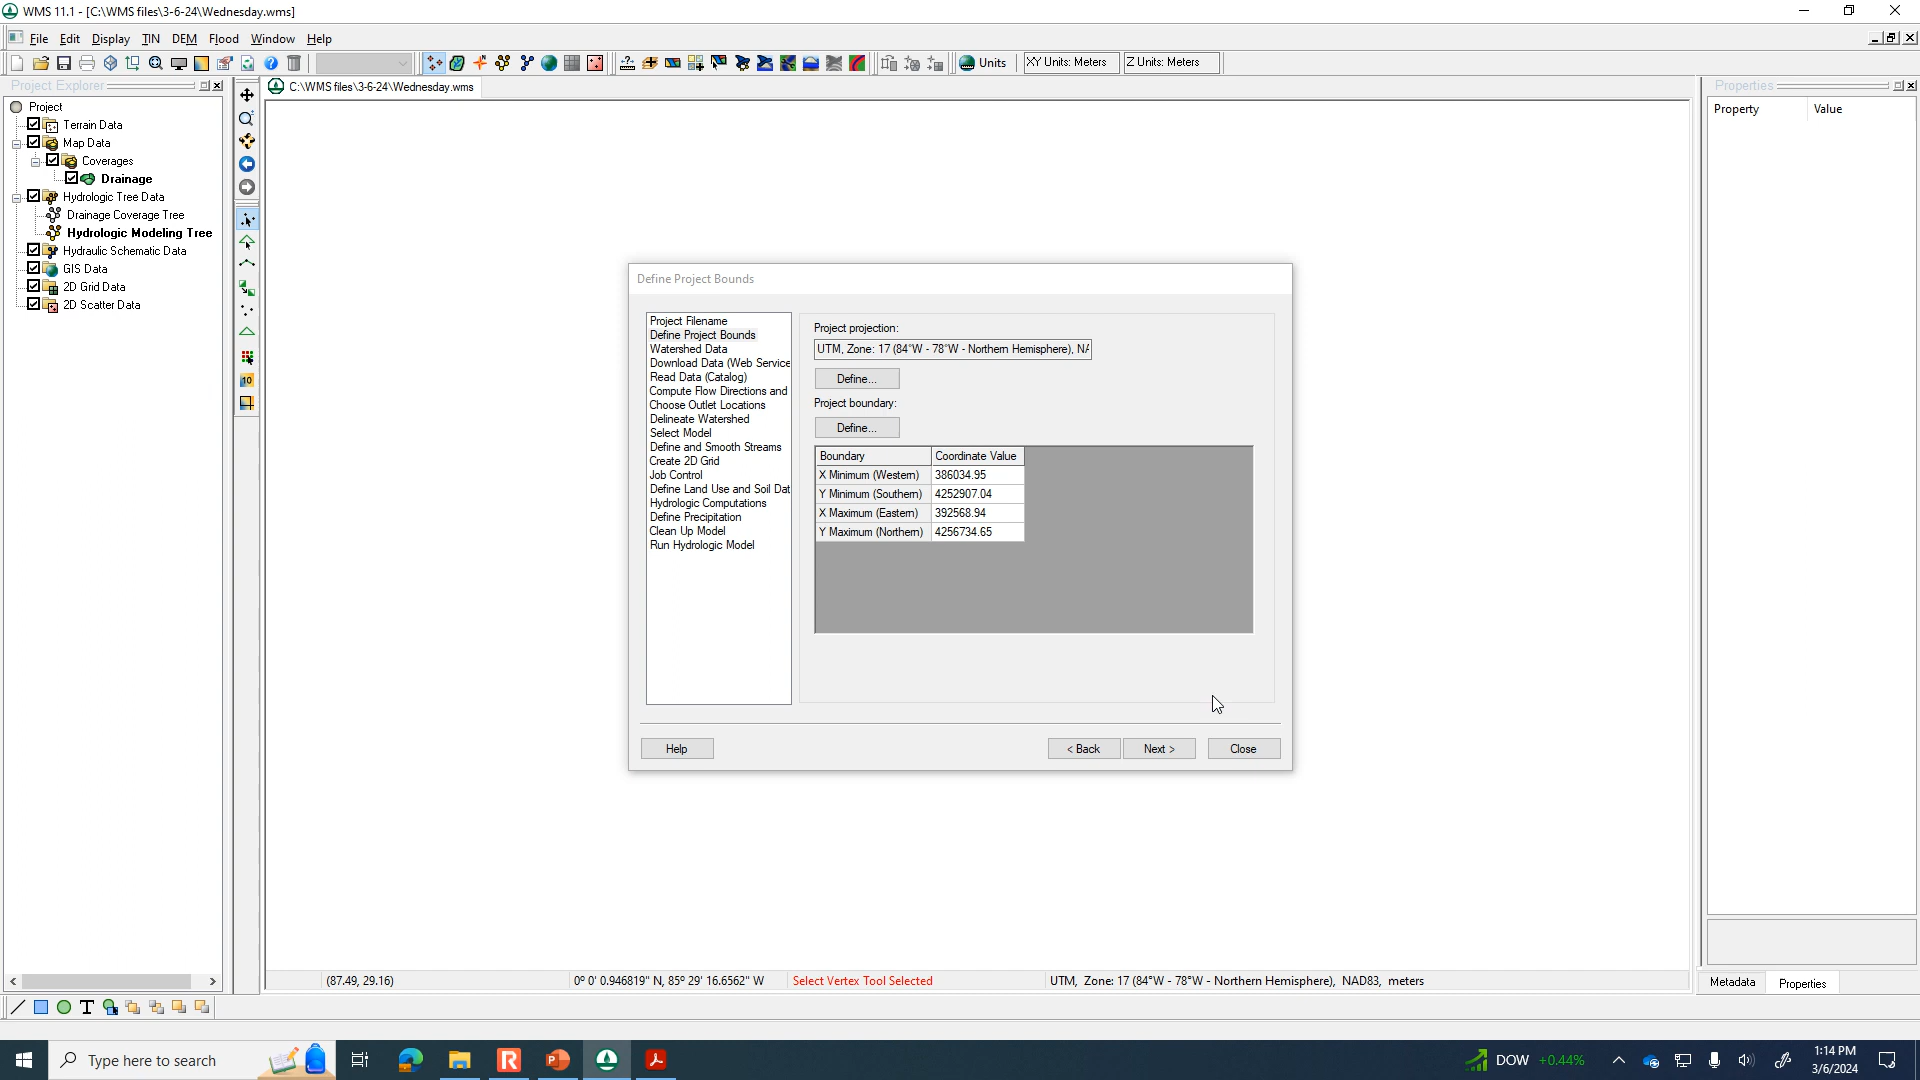 WMS 11.1 - [C:\WMS files\3-6-24\Wednesday.wms]
File Edit Display TIN DEM Flood Window Help
Units XY Units: Meters Z Units: Meters
Project Explorer
C:\WMS files\3-6-24\Wednesday.wms
Properties
Project
Terrain Data
Map Data
Coverages
Drainage
Hydrologic Tree Data
Drainage Coverage Tree
Hydrologic Modeling Tree
Hydraulic Schematic Data
GIS Data
2D Grid Data
2D Scatter Data
10
Property Value
Define Project Bounds
Project Filename
Define Project Bounds
Watershed Data
Download Data (Web Service
Read Data (Catalog)
Compute Flow Directions and
Choose Outlet Locations
Delineate Watershed
Select Model
Define and Smooth Streams
Create 2D Grid
Job Control
Define Land Use and Soil Dat
Hydrologic Computations
Define Precipitation
Clean Up Model
Run Hydrologic Model
Project projection:
UTM, Zone: 17 (84°W - 78°W - Northern Hemisphere), NA
Define...
Project boundary:
Define...
Boundary Coordinate Value
X Minimum (Western) 386034.95
Y Minimum (Southern) 4252907.04
X Maximum (Eastern) 392568.94
Y Maximum (Northern) 4256734.65
Help < Back Next > Close
(87.49, 29.16) 0º 0' 0.946819" N, 85º 29' 16.6562" W Select Vertex Tool Selected UTM, Zone: 17 (84°W - 78°W - Northern Hemisphere), NAD83, meters
Metadata Properties
T
Type here to search
R
DOW +0.44%
1:14 PM
3/6/2024